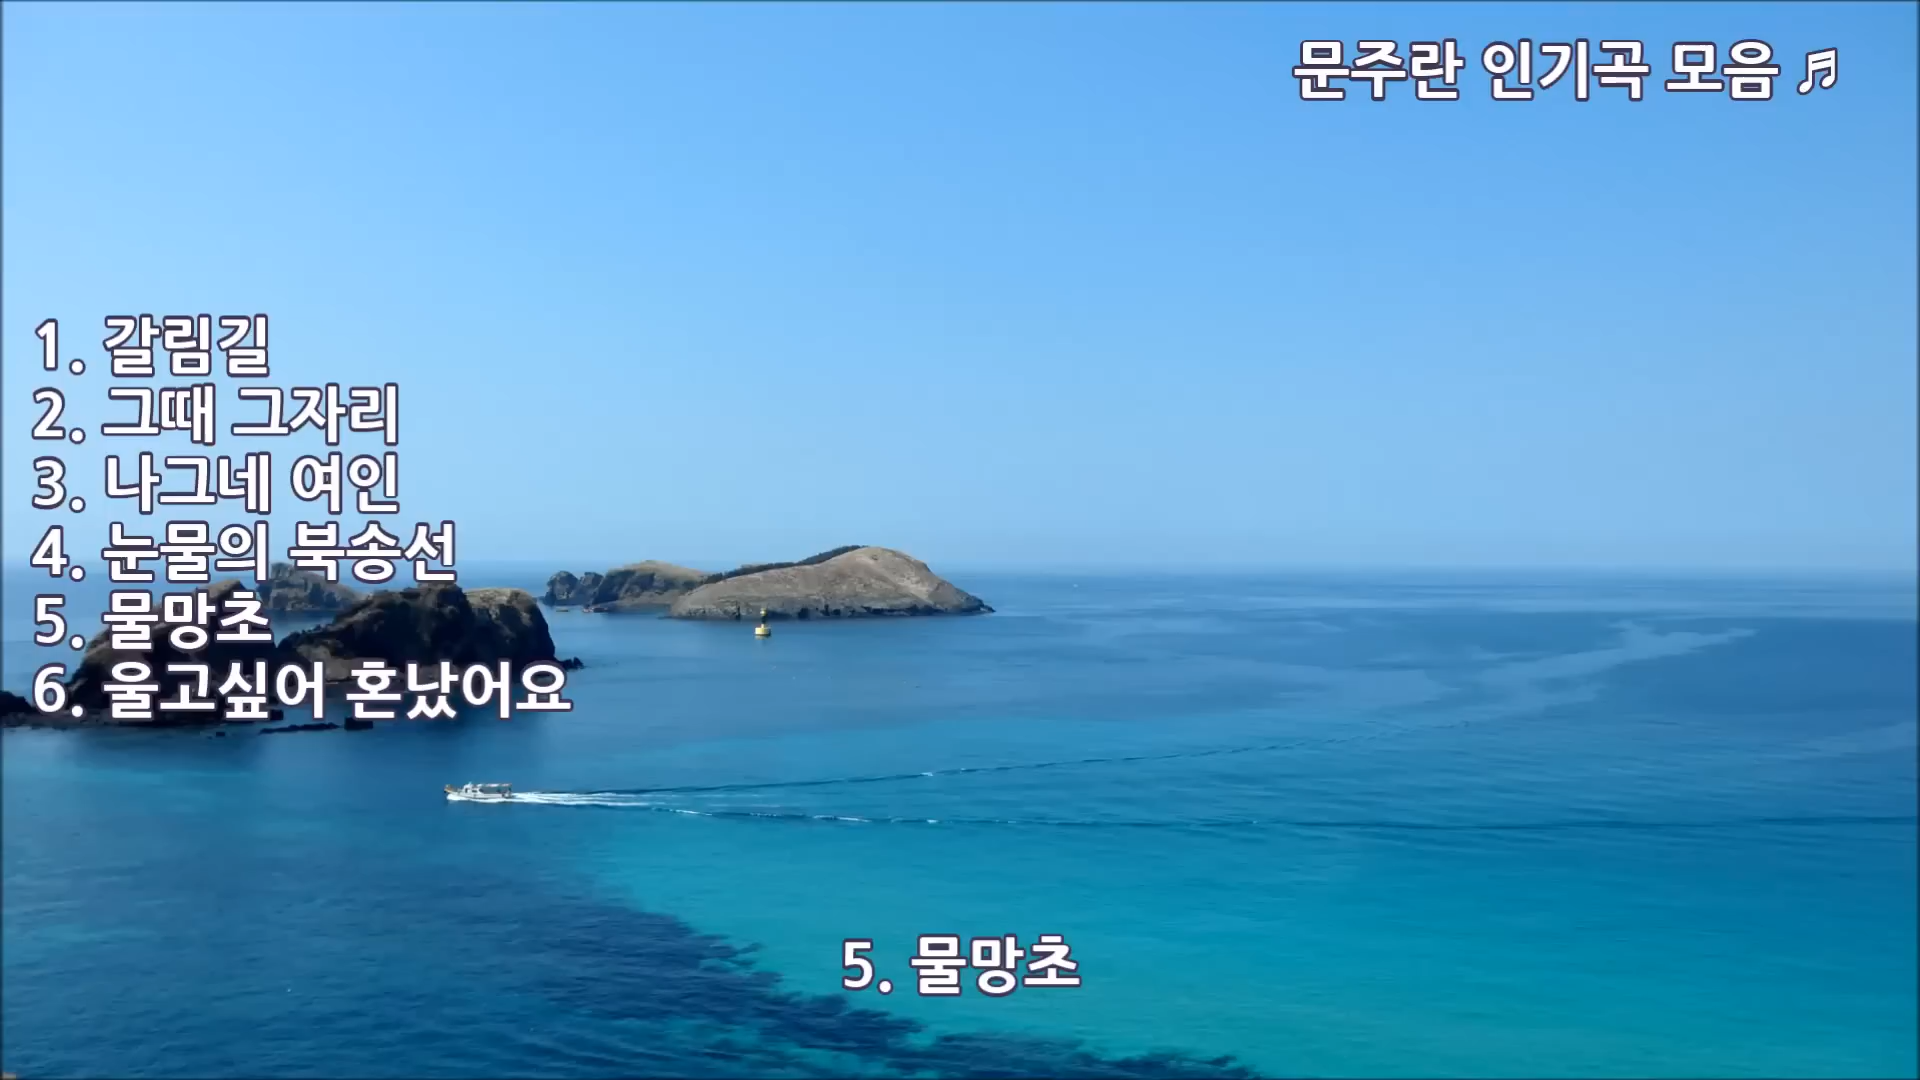 문주란 인기곡 모음 ♬
1. 갈림길
2. 그때 그자리
3. 나그네 여인
4. 눈물의 북송선
5. 물망초
6. 울고싶어 혼났어요
5. 물망초